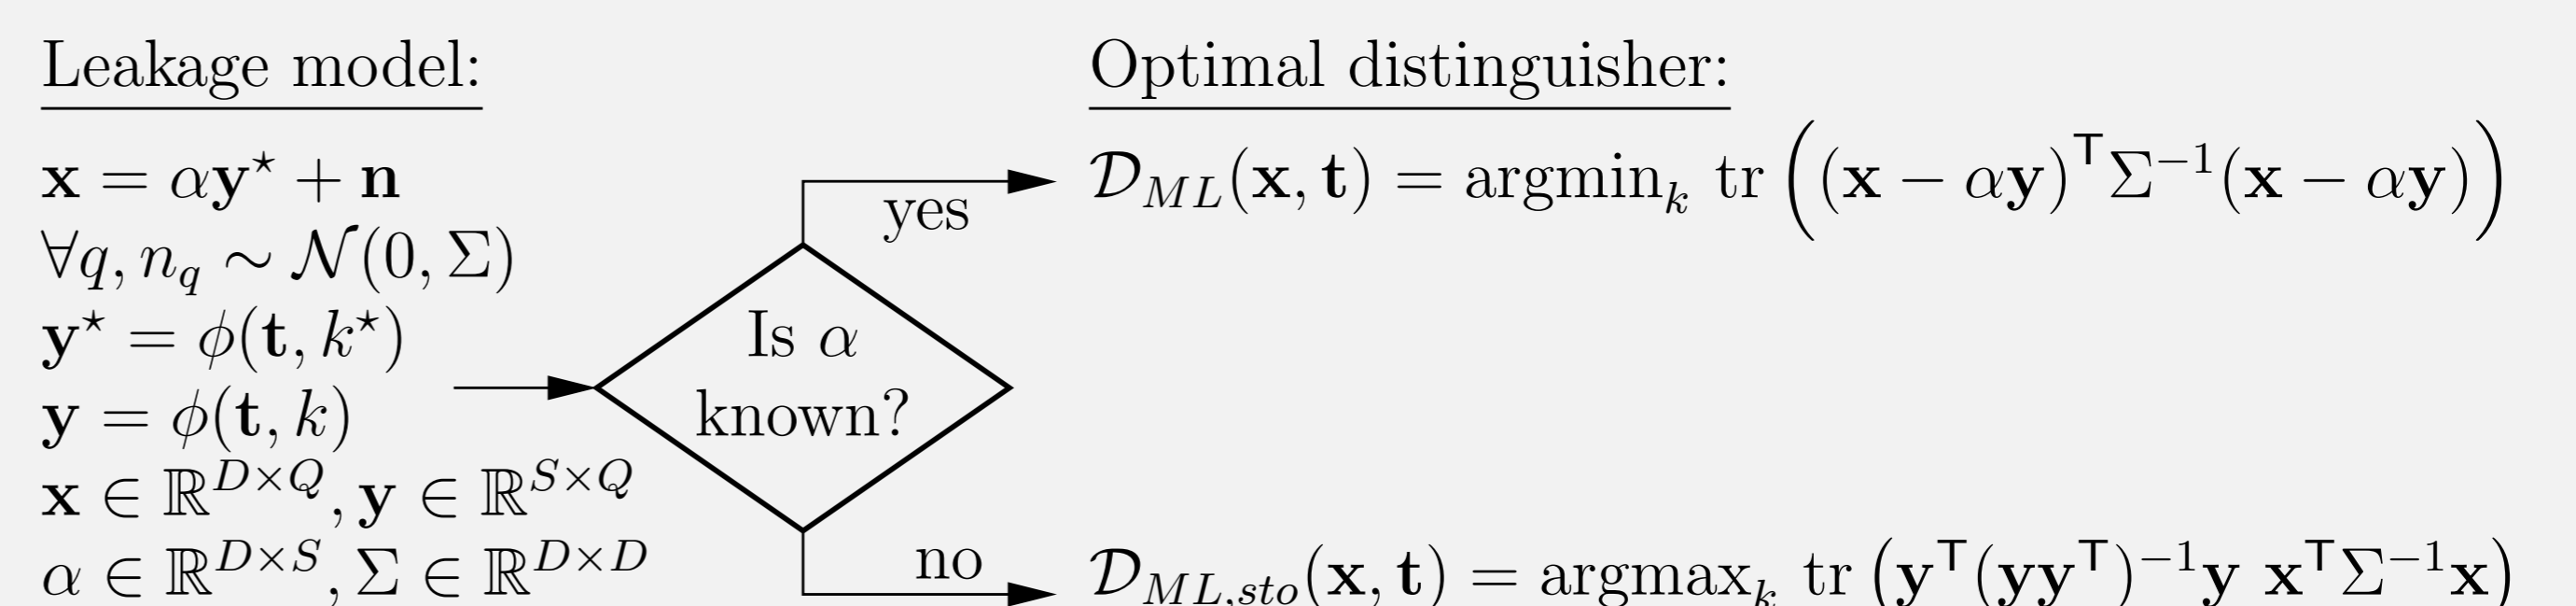 Leakage model:
x = αy⋆ + n
∀q, n_q ∼ 𝒩(0, Σ)
y⋆ = ϕ(t, k⋆)
y = ϕ(t, k)
x ∈ ℝ^{D×Q}, y ∈ ℝ^{S×Q}
α ∈ ℝ^{D×S}, Σ ∈ ℝ^{D×D}
Is α
known?
yes
no
Optimal distinguisher:
𝒟_{ML}(x, t) = argmin_k tr ((x − αy)^T Σ^{−1}(x − αy))
𝒟_{ML,sto}(x, t) = argmax_k tr (y^T(yy^T)^{−1}y x^TΣ^{−1}x)